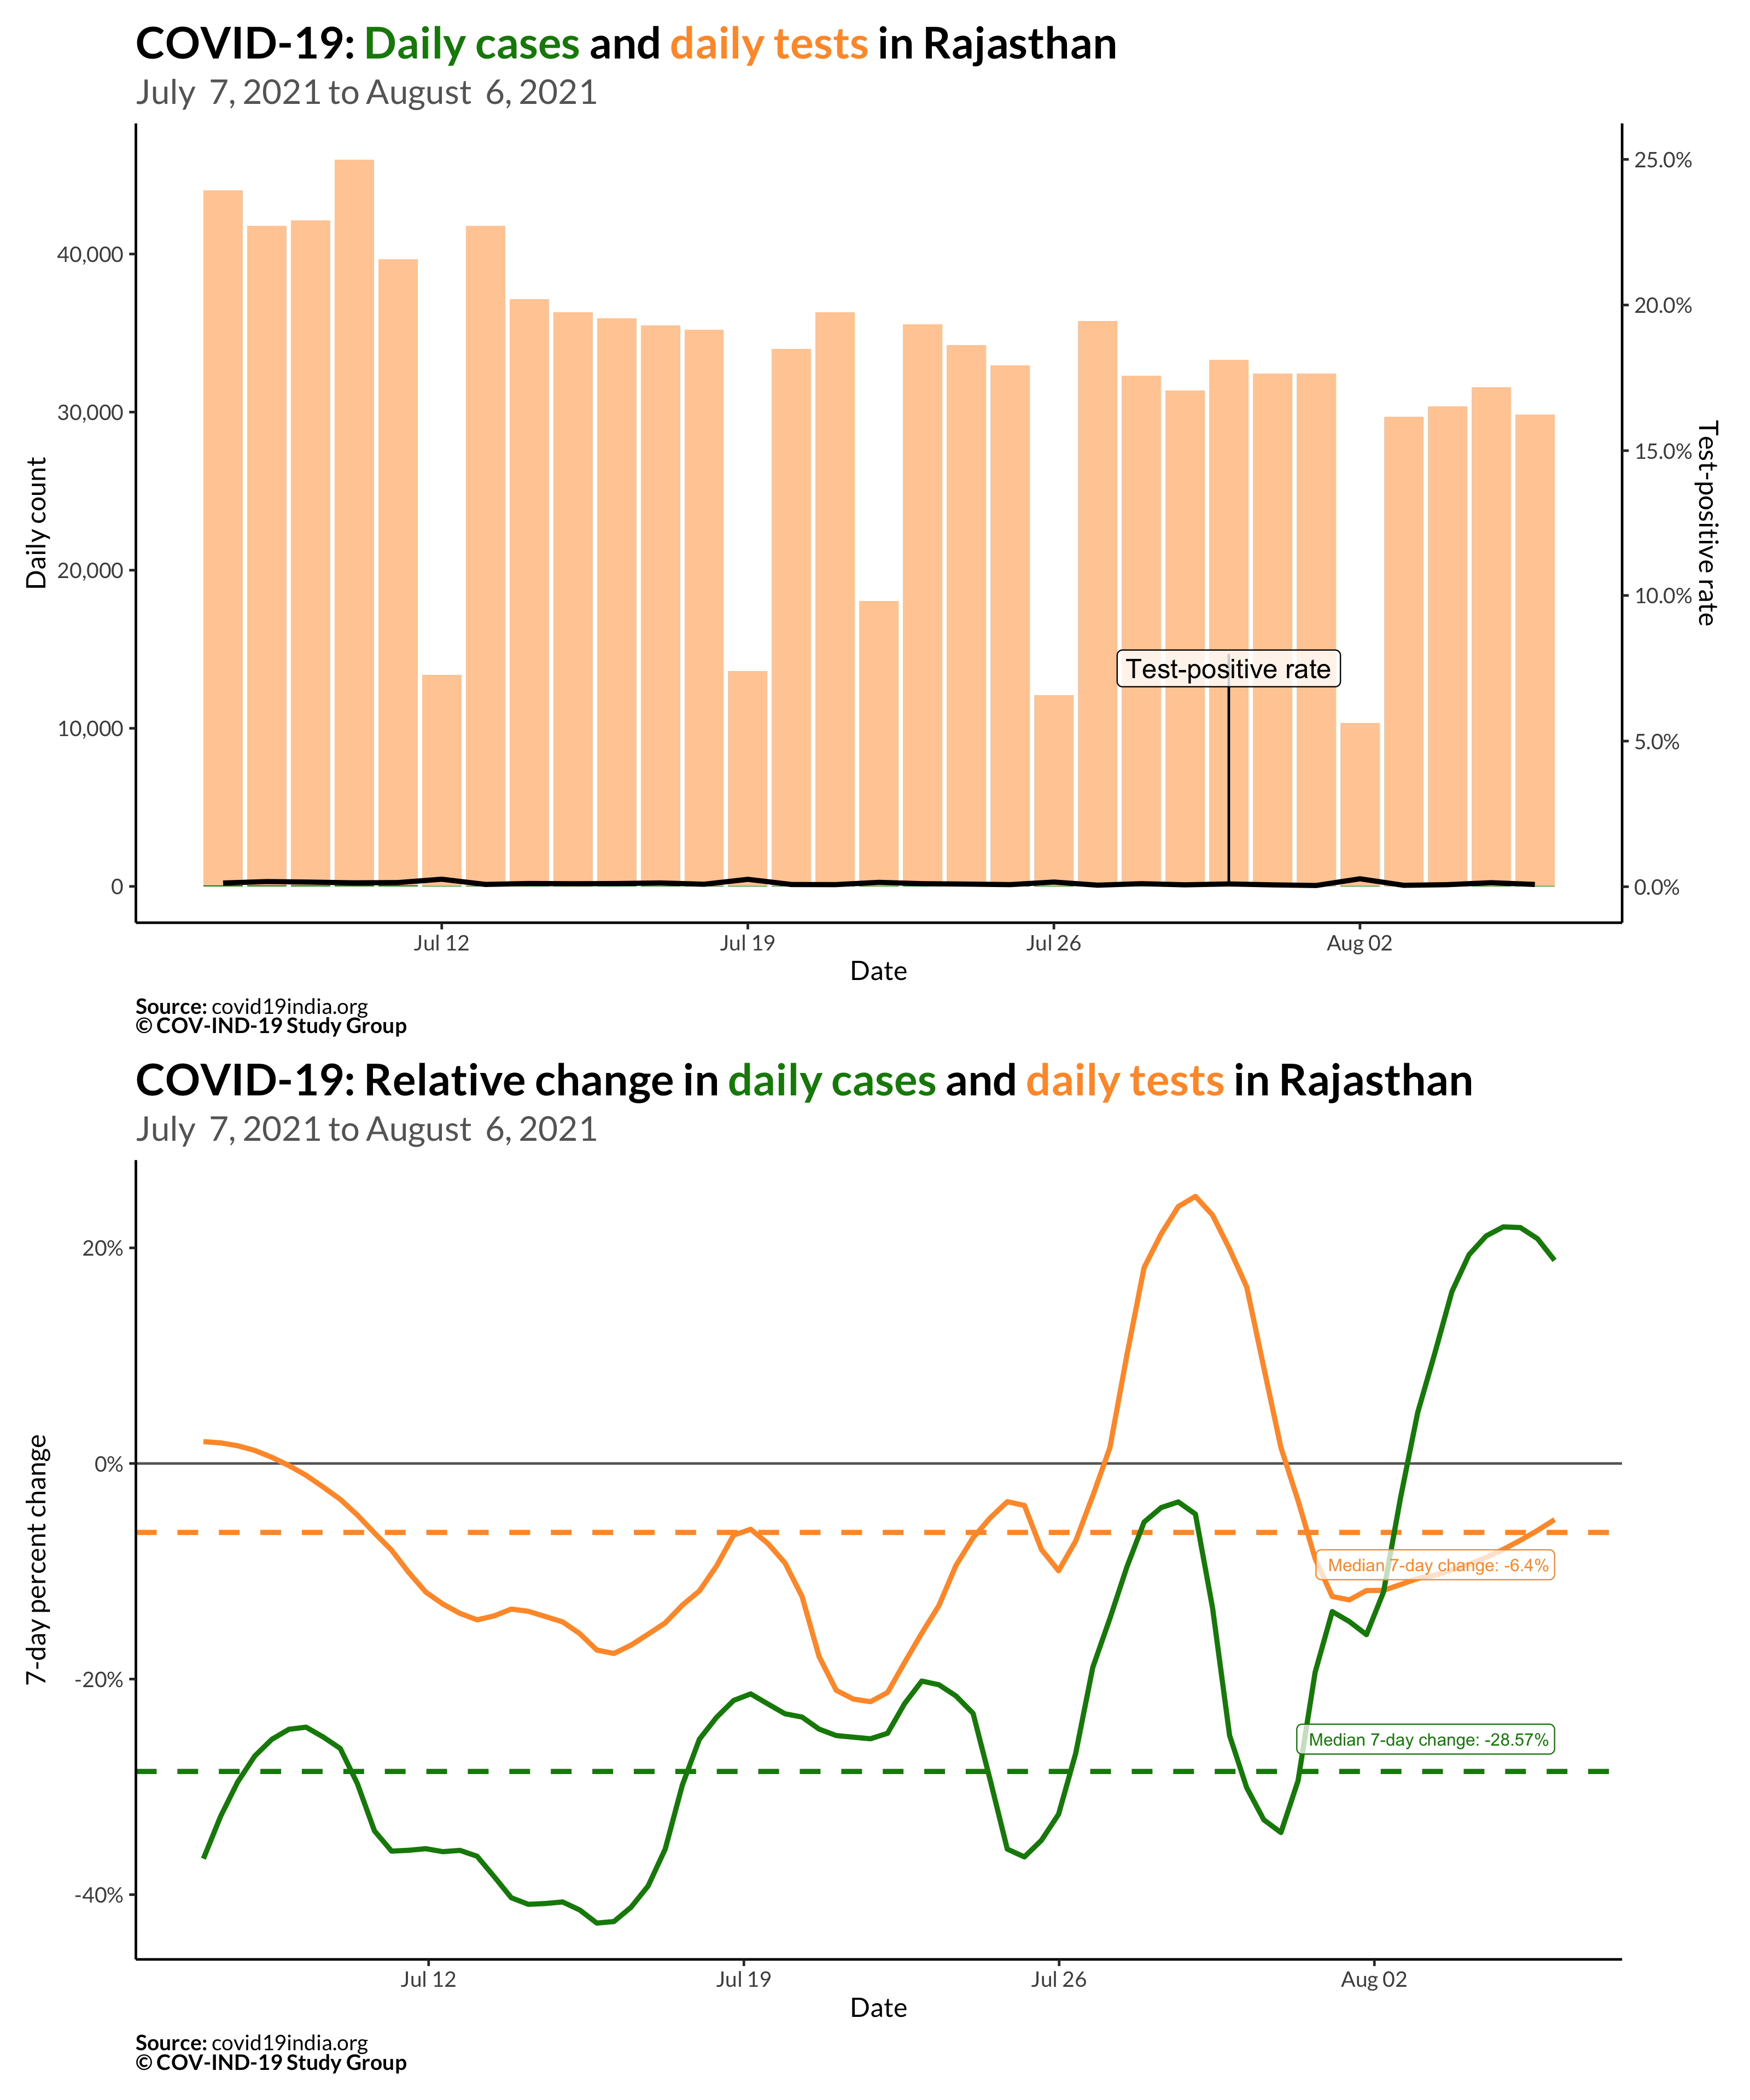 COVID-19: Daily cases and daily tests in Rajasthan
July 7, 2021 to August 6, 2021
25.0%
40,000
20.0%
30,000
15.0%
Daily count
Test-positive rate
20,000
10.0%
Test-positive rate
10,000
5.0%
0
0.0%
Jul 12 Jul 19 Jul 26 Aug 02
Date
Source: covid19india.org
© COV-IND-19 Study Group
COVID-19: Relative change in daily cases and daily tests in Rajasthan
July 7, 2021 to August 6, 2021
20%
0%
7-day percent change
Median 7-day change: -6.4%
-20%
Median 7-day change: -28.57%
-40%
Jul 12 Jul 19 Jul 26 Aug 02
Date
Source: covid19india.org
© COV-IND-19 Study Group